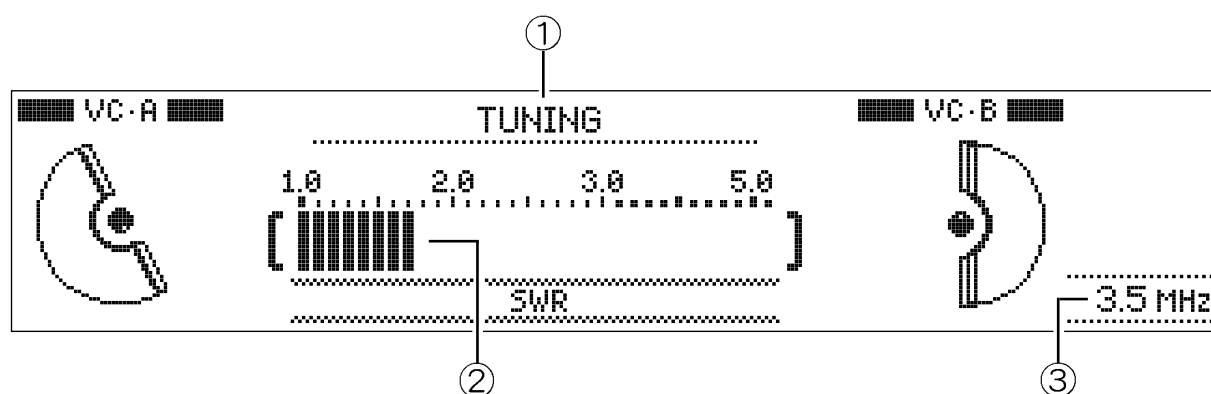 ①
VC·A
TUNING
VC·B
1.0 2.0 3.0 5.0
SWR
3.5 MHz
② ③